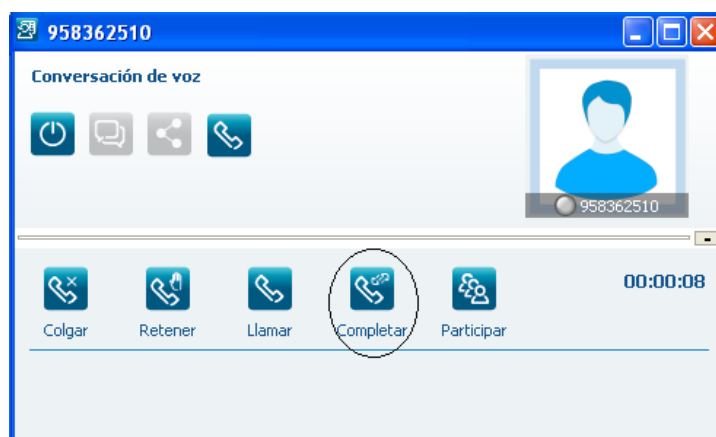 958362510
Conversación de voz
958362510
00:00:08
Colgar
Retener
Llamar
Completar
Participar